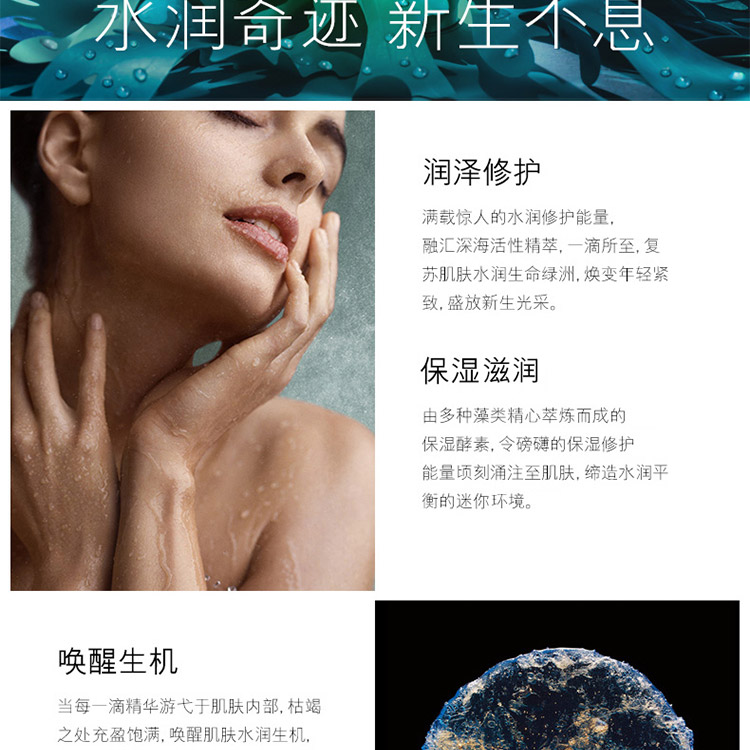 水润奇迹 新生不息
润泽修护
满载惊人的水润修护能量,
融汇深海活性精萃, 一滴所至, 复
苏肌肤水润生命绿洲, 焕变年轻紧
致, 盛放新生光采。
保湿滋润
由多种藻类精心萃炼而成的
保湿酵素, 令磅礴的保湿修护
能量顷刻涌注至肌肤, 缔造水润平
衡的迷你环境。
唤醒生机
当每一滴精华游弋于肌肤内部, 枯竭
之处充盈饱满, 唤醒肌肤水润生机,